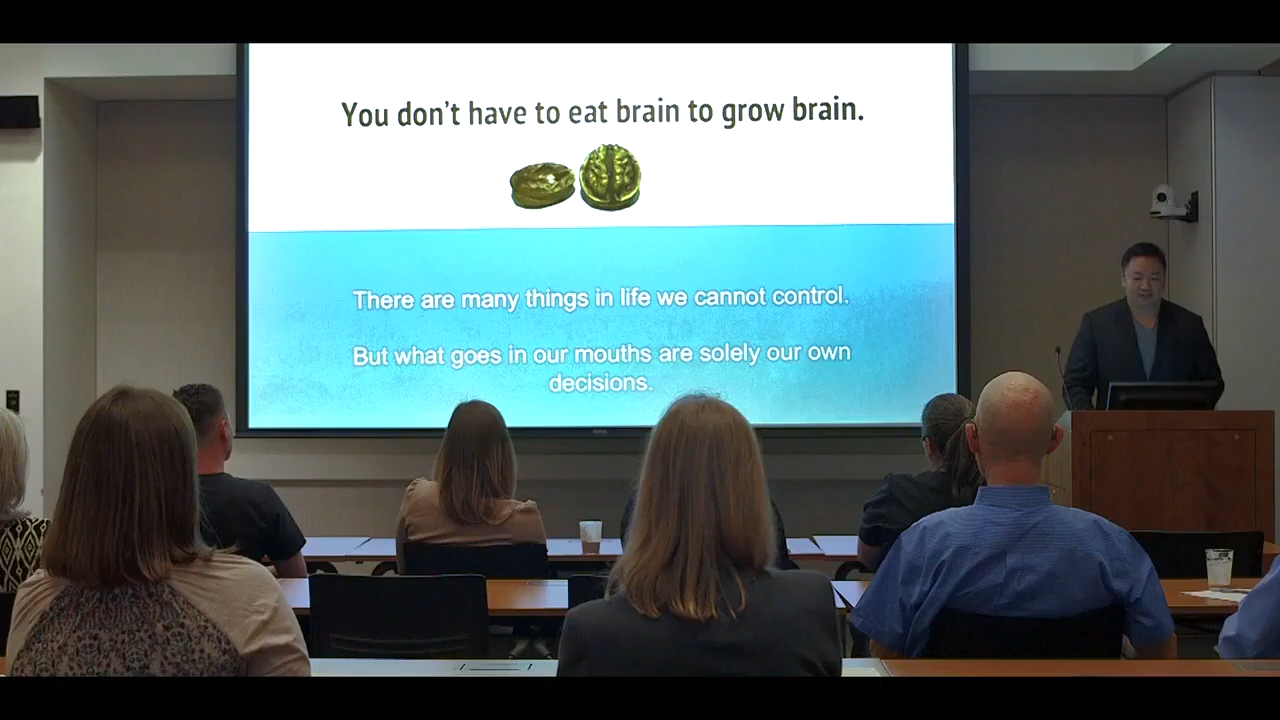 You don't have to eat brain to grow brain.
There are many things in life we cannot control.
But what goes in our mouths are solely our own
decisions.